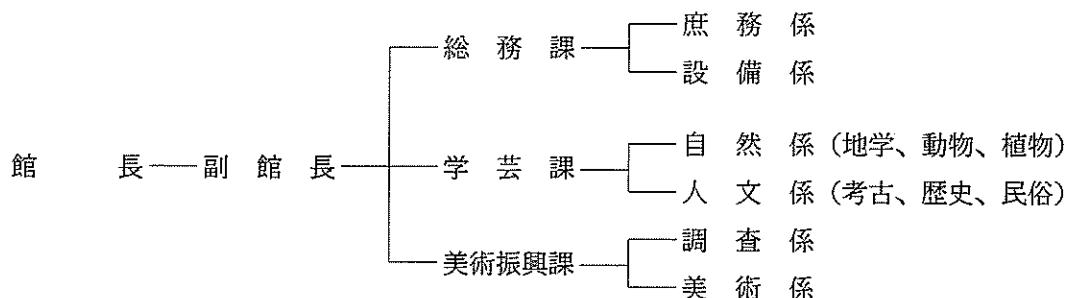 庶務係
総務課
設備係
自然係（地学、動物、植物）
館長 副館長 学芸課
人文係（考古、歴史、民俗）
調査係
美術振興課
美術係